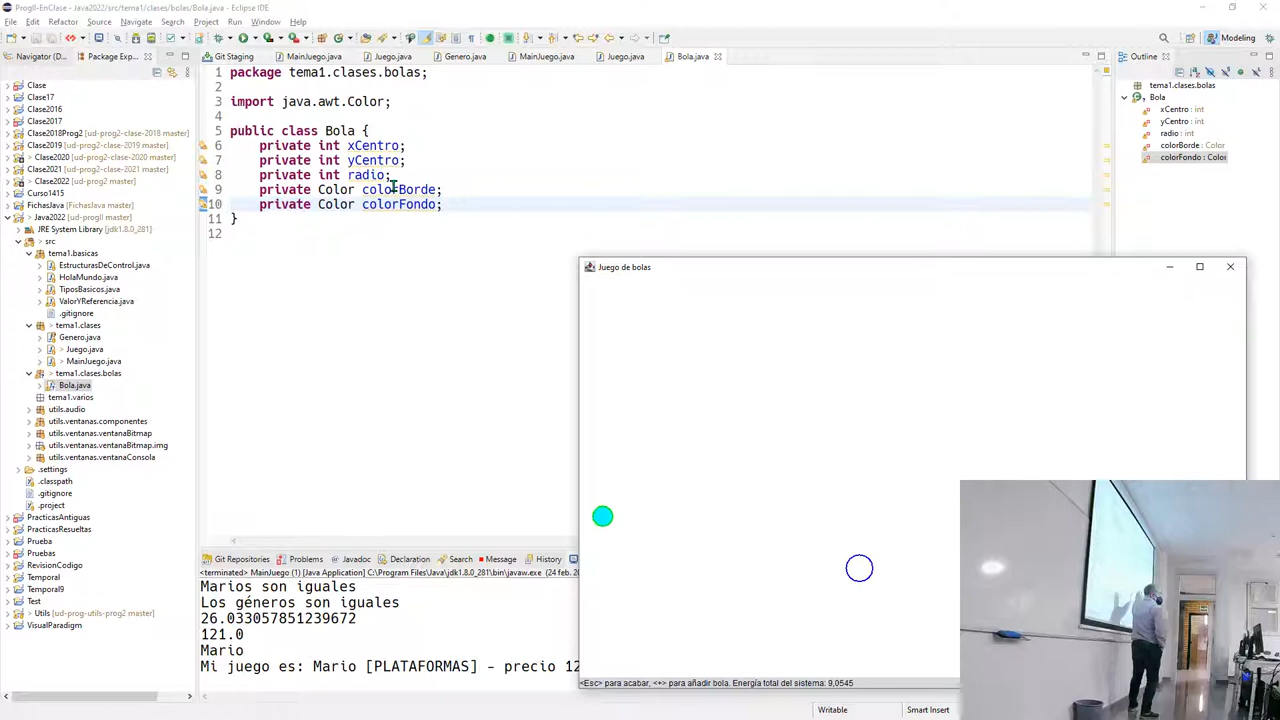 ProgII-EnClase - Java2022/src/tema1/clases/bolas/Bola.java - Eclipse IDE
File Edit Refactor Source Navigate Search Project Run Window Help
Modeling
Navigator (D...
Package Exp...
Git Staging
MainJuego.java
Juego.java
Genero.java
MainJuego.java
Juego.java
Bola.java
Outline
Clase
Clase17
Clase2016
Clase2017
Clase2018Prog2 [ud-prog2-clase-2018 master]
Clase2019 [ud-prog2-clase-2019 master]
> Clase2020 [ud-prog2-clase-2020 master]
Clase2021 [ud-prog2-clase-2021 master]
> Clase2022 [ud-prog2 master]
Curso1415
FichasJava [FichasJava master]
> Java2022 [ud-progII master]
JRE System Library [jdk1.8.0_281]
src
tema1.basicas
EstructurasDeControl.java
HolaMundo.java
TiposBasicos.java
ValorYReferencia.java
.gitignore
> tema1.clases
Genero.java
> Juego.java
> MainJuego.java
> tema1.clases.bolas
Bola.java
tema1.varios
utils.audio
utils.ventanas.componentes
utils.ventanas.ventanaBitmap
utils.ventanas.ventanaBitmap.img
utils.ventanas.ventanaConsola
.settings
.classpath
.gitignore
.project
PracticasAntiguas
PracticasResueltas
Prueba
Pruebas
RevisionCodigo
Temporal
Temporal9
Test
> Utils [ud-prog-utils-prog2 master]
VisualParadigm
1 package tema1.clases.bolas;
2
3 import java.awt.Color;
4
5 public class Bola {
6 private int xCentro;
7 private int yCentro;
8 private int radio;
9 private Color colorBorde;
10 private Color colorFondo;
11 }
12
tema1.clases.bolas
Bola
xCentro : int
yCentro : int
radio : int
colorBorde : Color
colorFondo : Color
Juego de bolas
<Esc> para acabar, <+> para añadir bola. Energía total del sistema: 9,0545
Git Repositories
Problems
Javadoc
Declaration
Search
Message
History
<terminated> MainJuego (1) [Java Application] C:\Program Files\Java\jdk1.8.0_281\bin\javaw.exe (24 feb. 20
Marios son iguales
Los géneros son iguales
26.033057851239672
121.0
Mario
Mi juego es: Mario [PLATAFORMAS] - precio 12
Writable
Smart Insert